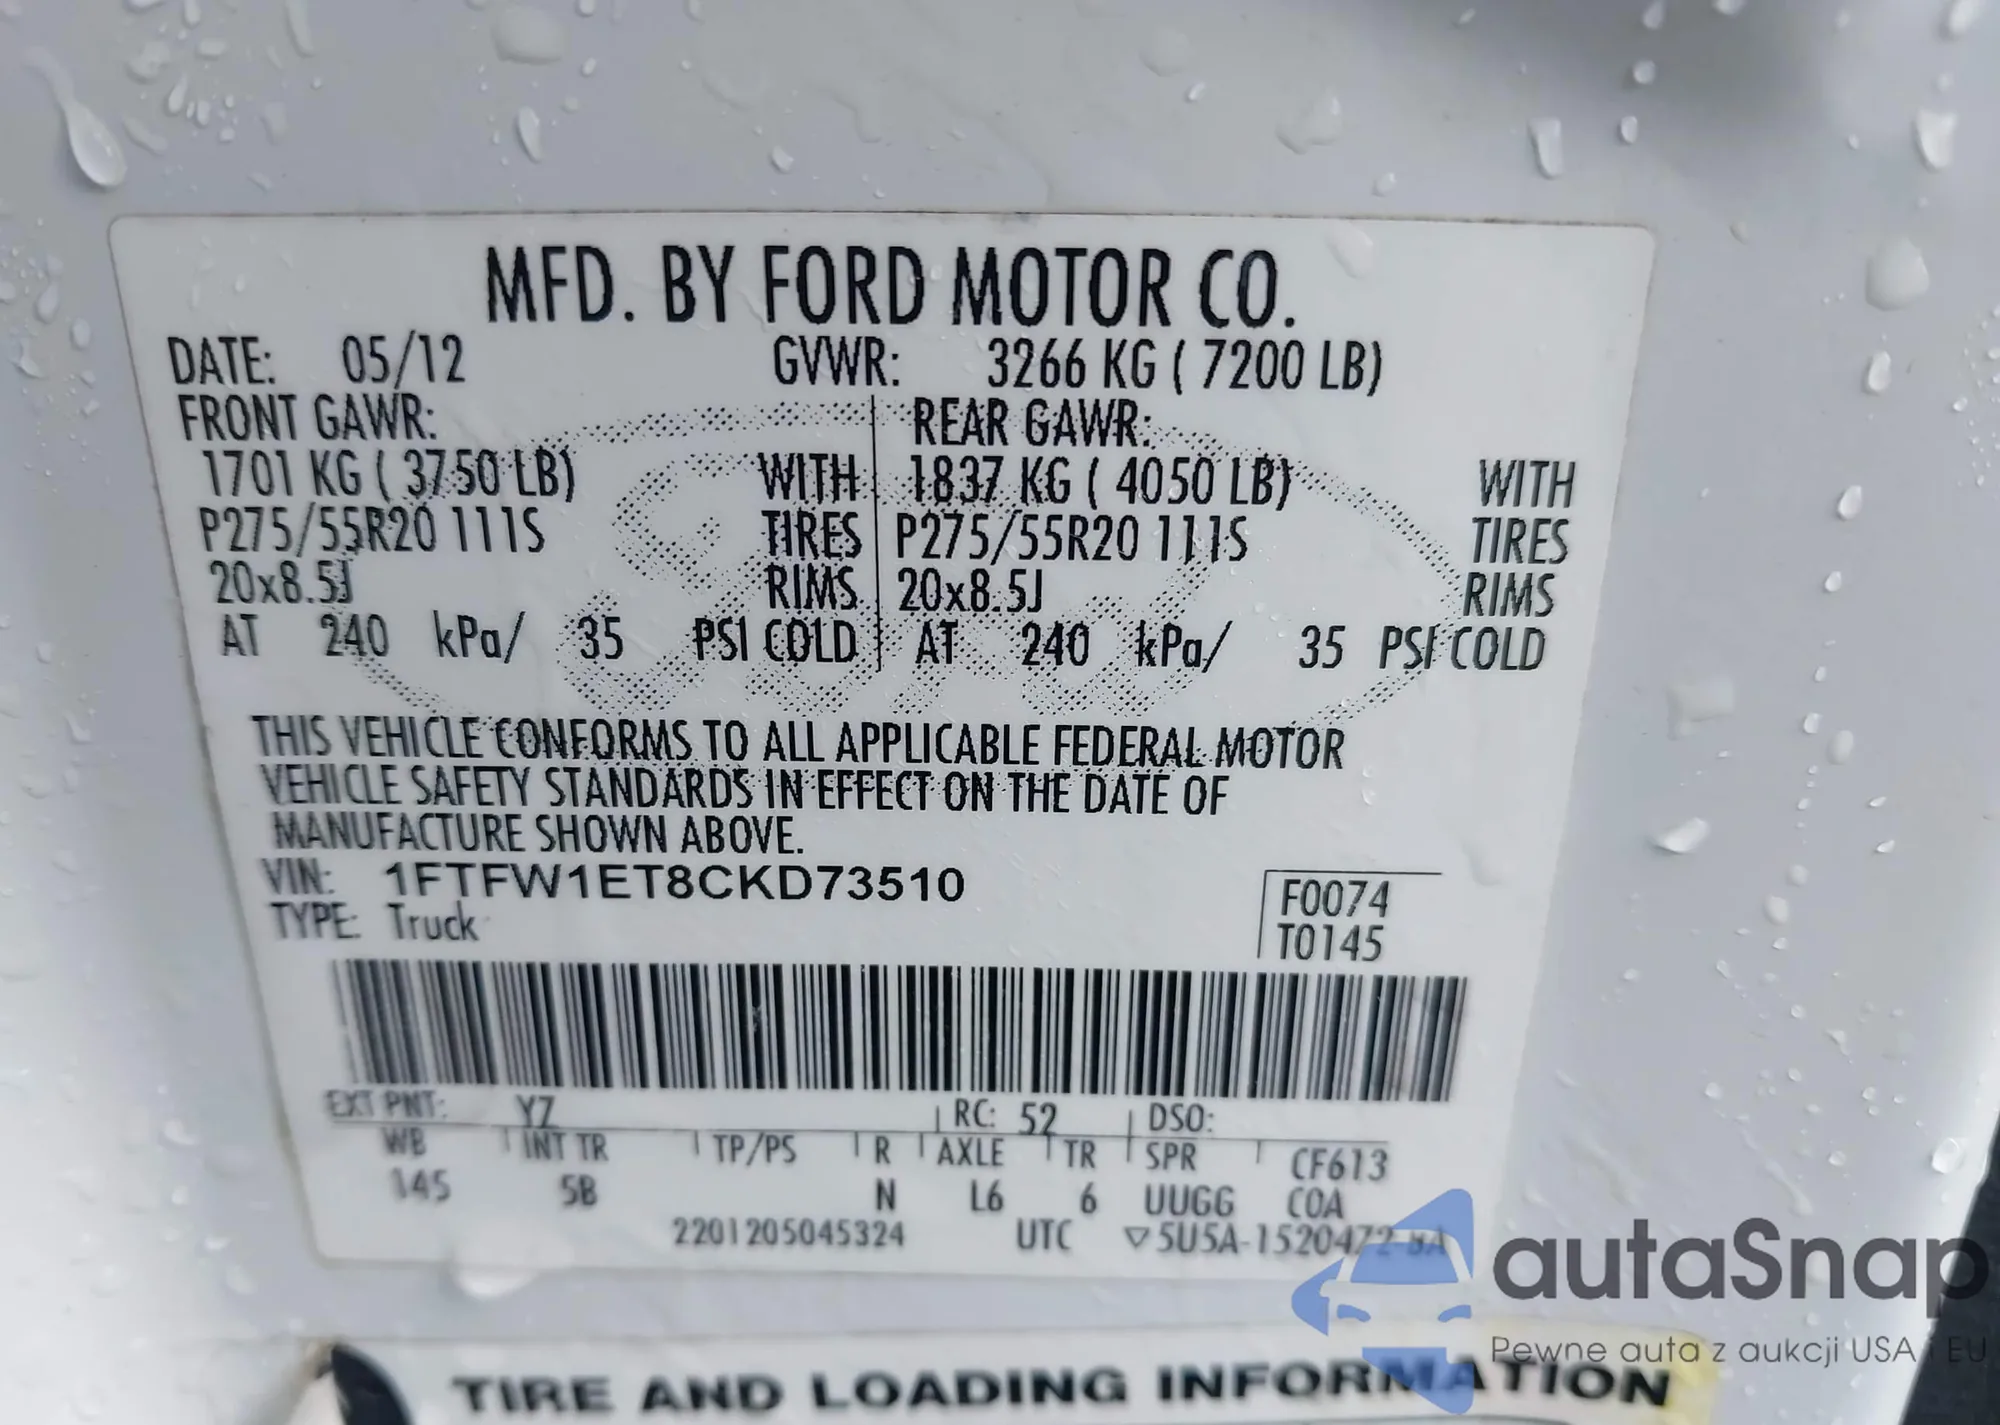 MFD. BY FORD MOTOR CO.
DATE: 05/12 GVWR: 3266 KG ( 7200 LB)
FRONT GAWR: REAR GAWR:
1701 KG ( 3750 LB) WITH 1837 KG ( 4050 LB) WITH
P275/55R20 111S TIRES P275/55R20 111S TIRES
20x8.5J RIMS 20x8.5J RIMS
AT 240 kPa/ 35 PSI COLD AT 240 kPa/ 35 PSI COLD
THIS VEHICLE CONFORMS TO ALL APPLICABLE FEDERAL MOTOR
VEHICLE SAFETY STANDARDS IN EFFECT ON THE DATE OF
MANUFACTURE SHOWN ABOVE.
VIN: 1FTFW1ET8CKD73510
TYPE: Truck
F0074
T0145
EXT PNT: YZ RC: 52 DSO:
WB INT TR TP/PS R AXLE TR SPR CF613
145 5B N L6 6 UUGG COA
2201205045324 UTC ▽5U5A-1520472-BA
autaSnap
Pewne auta z aukcji USA i EU
TIRE AND LOADING INFORMATION